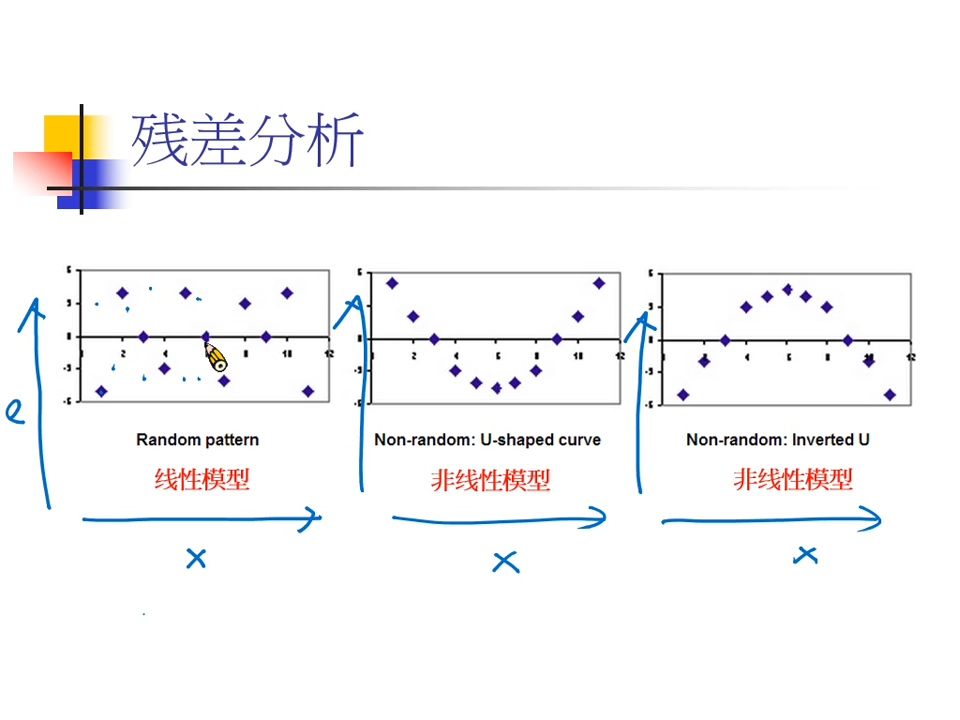 残差分析
Random pattern
线性模型
Non-random: U-shaped curve
非线性模型
Non-random: Inverted U
非线性模型
e
x
x
x